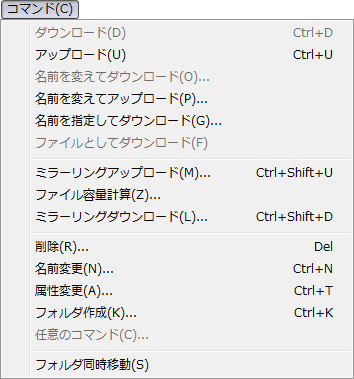 コマンド(C)
ダウンロード(D) Ctrl+D
アップロード(U) Ctrl+U
名前を変えてダウンロード(O)...
名前を変えてアップロード(P)...
名前を指定してダウンロード(G)...
ファイルとしてダウンロード(F)
ミラーリングアップロード(M)... Ctrl+Shift+U
ファイル容量計算(Z)...
ミラーリングダウンロード(L)... Ctrl+Shift+D
削除(R)... Del
名前変更(N)... Ctrl+N
属性変更(A)... Ctrl+T
フォルダ作成(K)... Ctrl+K
任意のコマンド(C)...
フォルダ同時移動(S)